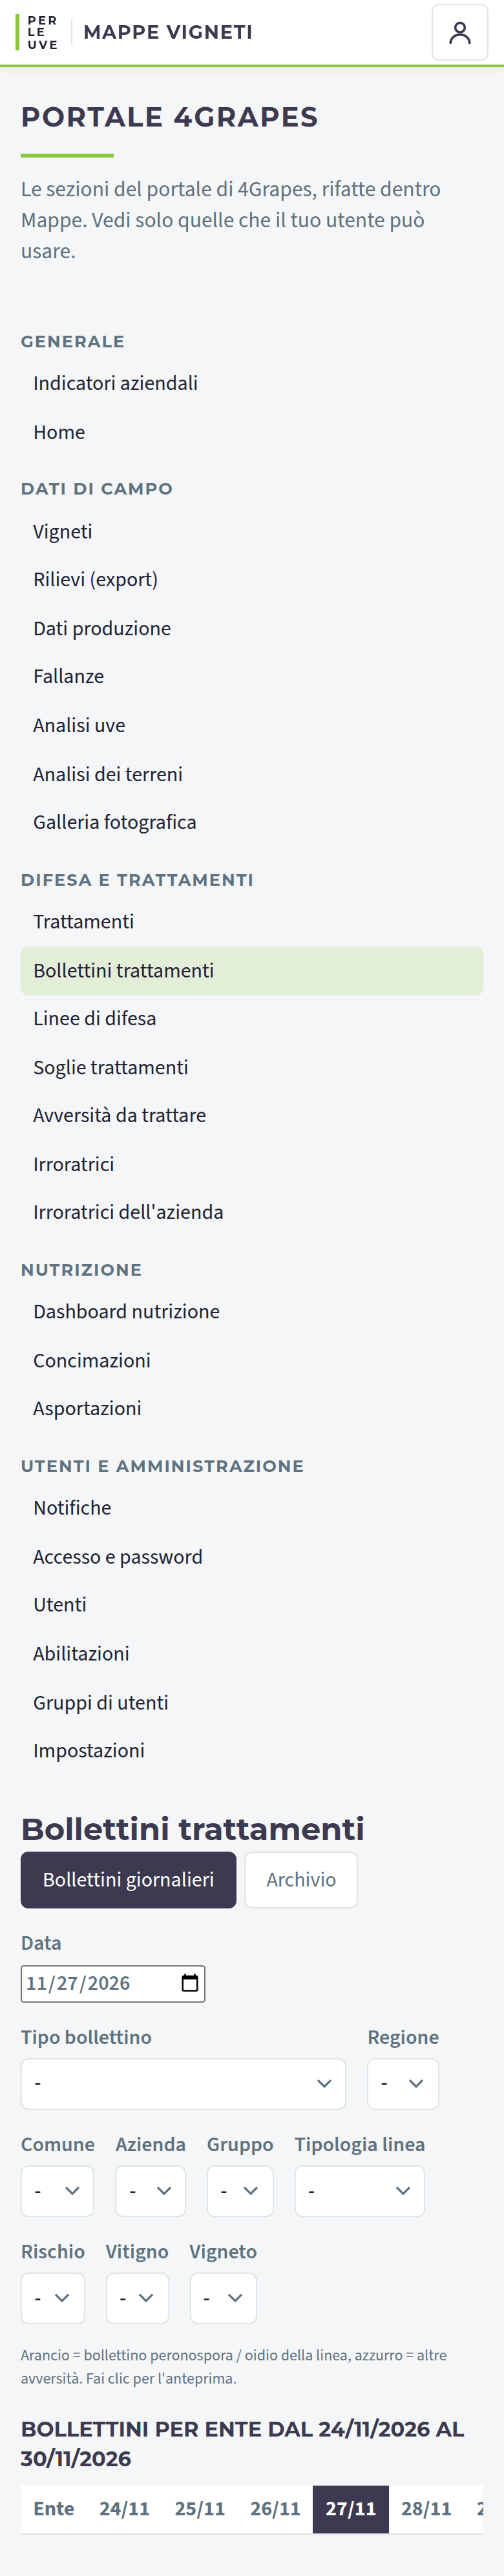 PER
LE
UVE
MAPPE VIGNETI
PORTALE 4GRAPES
Le sezioni del portale di 4Grapes, rifatte dentro
Mappe. Vedi solo quelle che il tuo utente può
usare.
GENERALE
Indicatori aziendali
Home
DATI DI CAMPO
Vigneti
Rilievi (export)
Dati produzione
Fallanze
Analisi uve
Analisi dei terreni
Galleria fotografica
DIFESA E TRATTAMENTI
Trattamenti
Bollettini trattamenti
Linee di difesa
Soglie trattamenti
Avversità da trattare
Irroratrici
Irroratrici dell'azienda
NUTRIZIONE
Dashboard nutrizione
Concimazioni
Asportazioni
UTENTI E AMMINISTRAZIONE
Notifiche
Accesso e password
Utenti
Abilitazioni
Gruppi di utenti
Impostazioni
Bollettini trattamenti
Bollettini giornalieri Archivio
Data
11/27/2026
Tipo bollettino Regione
- -
Comune Azienda Gruppo Tipologia linea
- - - -
Rischio Vitigno Vigneto
- - -
Arancio = bollettino peronospora / oidio della linea, azzurro = altre
avversità. Fai clic per l'anteprima.
BOLLETTINI PER ENTE DAL 24/11/2026 AL
30/11/2026
Ente 24/11 25/11 26/11 27/11 28/11